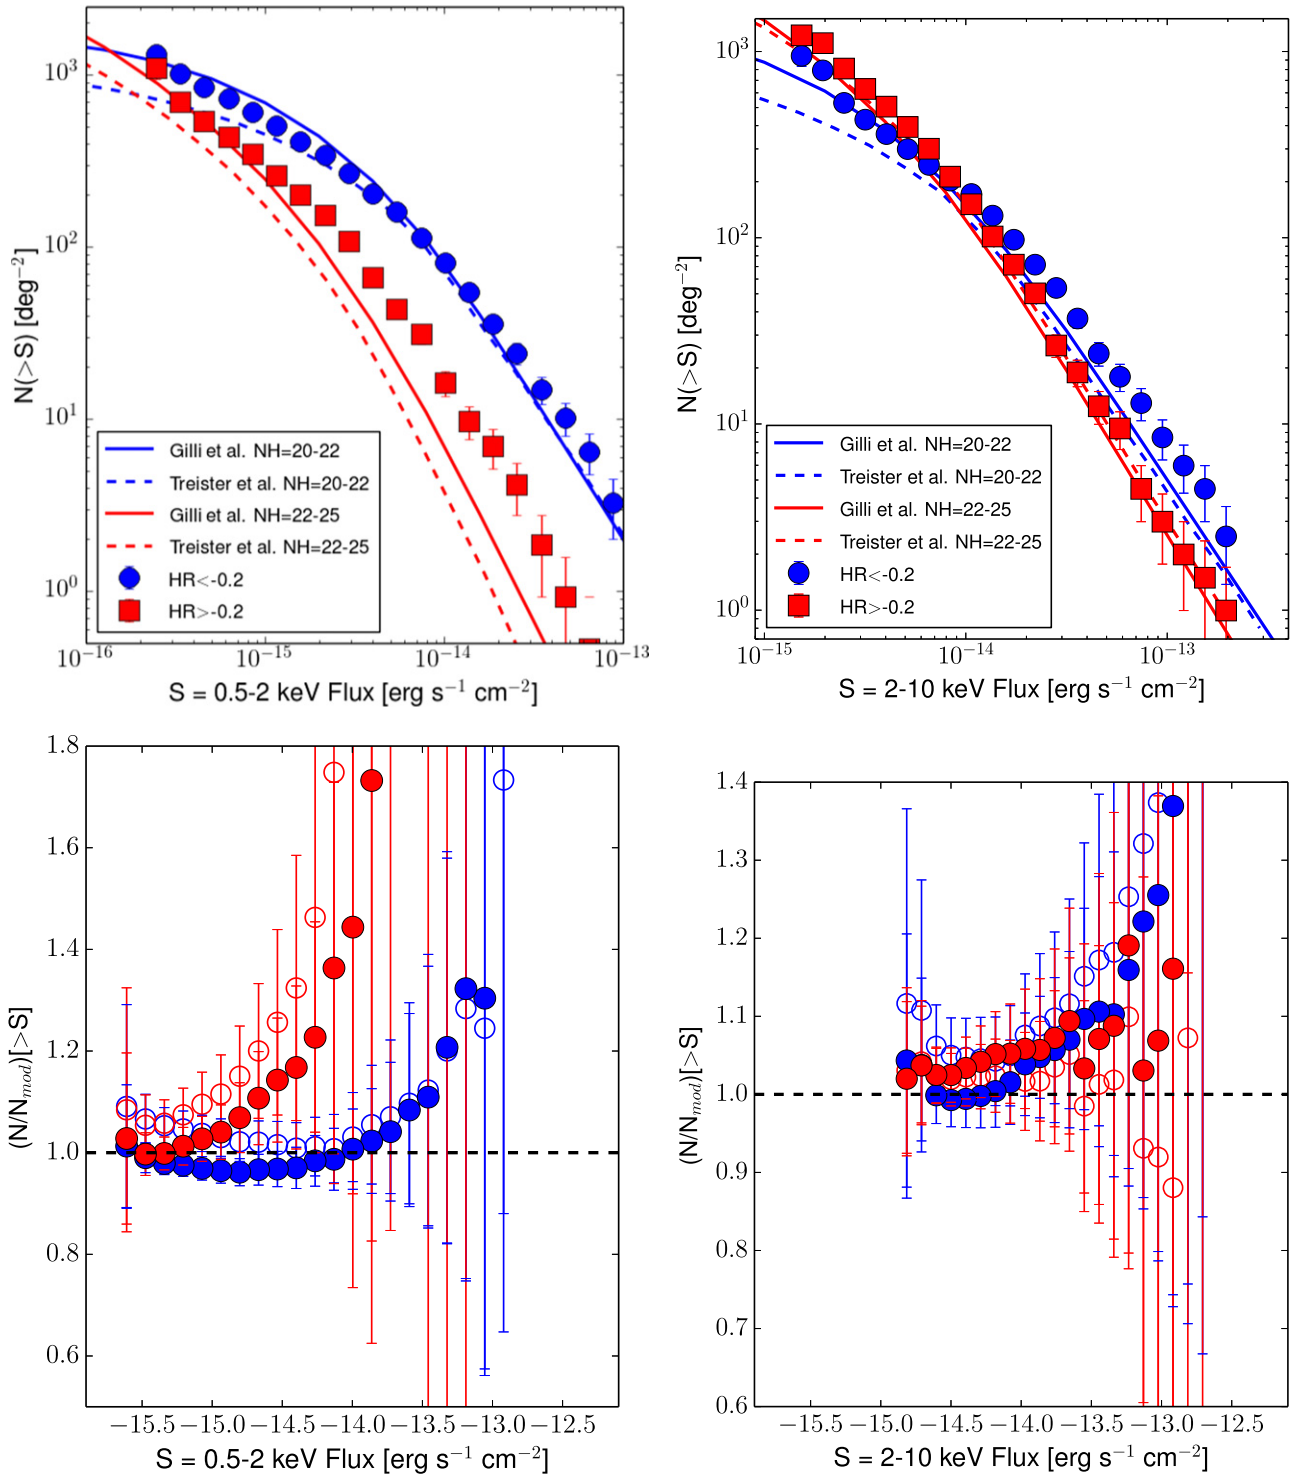 10³
10²
10¹
10⁰
N(>S) [deg⁻²]
Gilli et al. NH=20-22
Treister et al. NH=20-22
Gilli et al. NH=22-25
Treister et al. NH=22-25
HR<-0.2
HR>-0.2
10⁻¹⁶ 10⁻¹⁵ 10⁻¹⁴ 10⁻¹³
S = 0.5-2 keV Flux [erg s⁻¹ cm⁻²]
10³
10²
10¹
10⁰
N(>S) [deg⁻²]
Gilli et al. NH=20-22
Treister et al. NH=20-22
Gilli et al. NH=22-25
Treister et al. NH=22-25
HR<-0.2
HR>-0.2
10⁻¹⁵ 10⁻¹⁴ 10⁻¹³
S = 2-10 keV Flux [erg s⁻¹ cm⁻²]
1.8
1.6
1.4
1.2
1.0
0.8
0.6
(N/Nmod)[>S]
−15.5 −15.0 −14.5 −14.0 −13.5 −13.0 −12.5
S = 0.5-2 keV Flux [erg s⁻¹ cm⁻²]
1.4
1.3
1.2
1.1
1.0
0.9
0.8
0.7
0.6
(N/Nmod)[>S]
−15.5 −15.0 −14.5 −14.0 −13.5 −13.0 −12.5
S = 2-10 keV Flux [erg s⁻¹ cm⁻²]